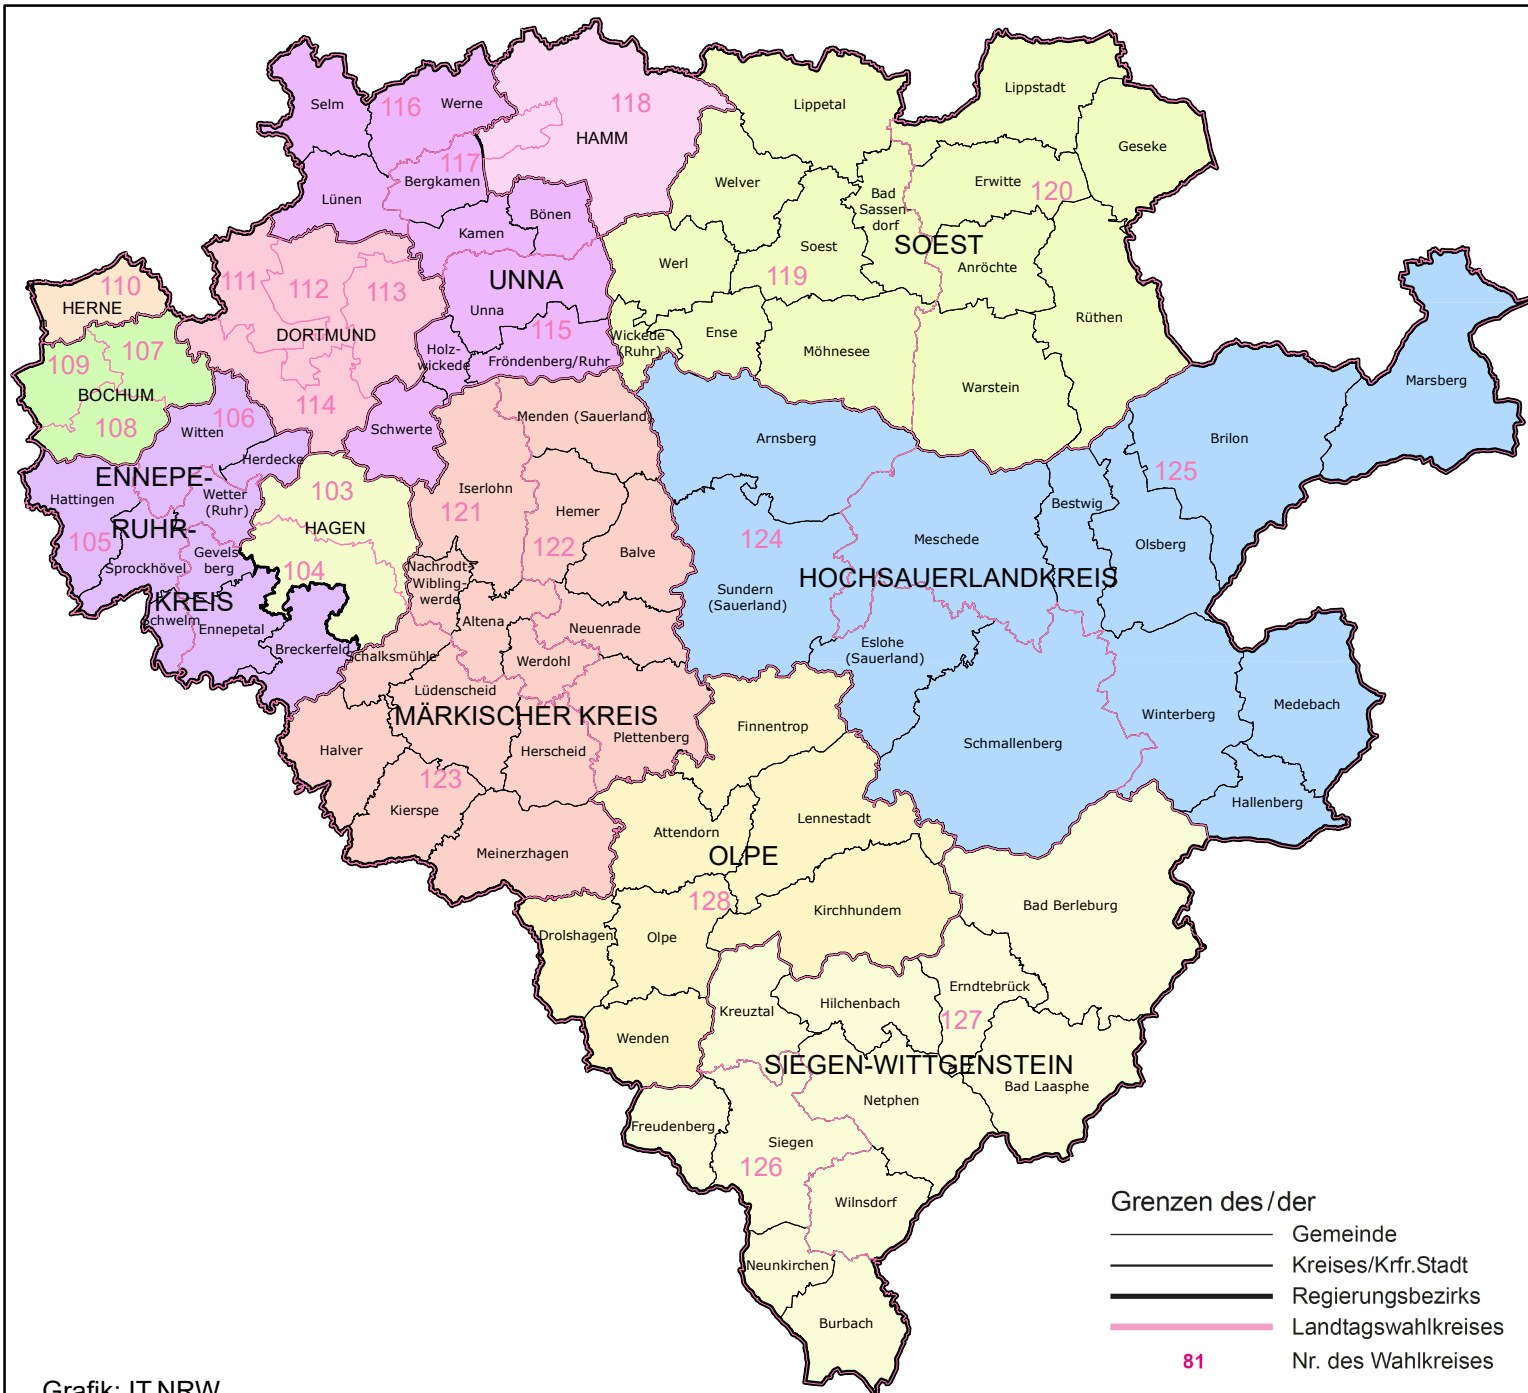 Selm
116
Werne
118
HAMM
Lippetal
Lippstadt
Geseke
117
Bergkamen
Lünen
Welver
Bad
Sassen-
dorf
Erwitte
120
Kamen
Bönen
Soest
SOEST
Werl
119
Anröchte
UNNA
Unna
111
112
113
DORTMUND
110
HERNE
115
Holz-
wickede
Fröndenberg/Ruhr
Wickede
(Ruhr)
Ense
Möhnesee
Rüthen
Warstein
109
107
BOCHUM
108
114
106
Witten
Schwerte
Herdecke
Menden (Sauerland)
Arnsberg
Brilon
125
Marsberg
ENNEPE-
Hattingen
Wetter
(Ruhr)
103
HAGEN
Iserlohn
121
Hemer
Bestwig
RUHR-
105
Sprockhövel
Gevels-
berg
104
122
Balve
124
Meschede
Olsberg
Nachrodt-
Wibling-
werde
HOCHSAUERLANDKREIS
KREIS
Schwelm
Ennepetal
Breckerfeld
Altena
Neuenrade
Sundern
(Sauerland)
Eslohe
(Sauerland)
Schalksmühle
Werdohl
Lüdenscheid
MÄRKISCHER KREIS
Finnentrop
Winterberg
Medebach
Halver
Herscheid
Plettenberg
Schmallenberg
123
Kierspe
Hallenberg
Attendorn
Lennestadt
Meinerzhagen
OLPE
128
Kirchhundem
Bad Berleburg
Drolshagen
Olpe
Erndtebrück
Kreuztal
Hilchenbach
127
Wenden
SIEGEN-WITTGENSTEIN
Bad Laasphe
Netphen
Freudenberg
Siegen
126
Wilnsdorf
Neunkirchen
Burbach
Grenzen des/der
Gemeinde
Kreises/Krfr.Stadt
Regierungsbezirks
Landtagswahlkreises
81 Nr. des Wahlkreises
Grafik: IT.NRW